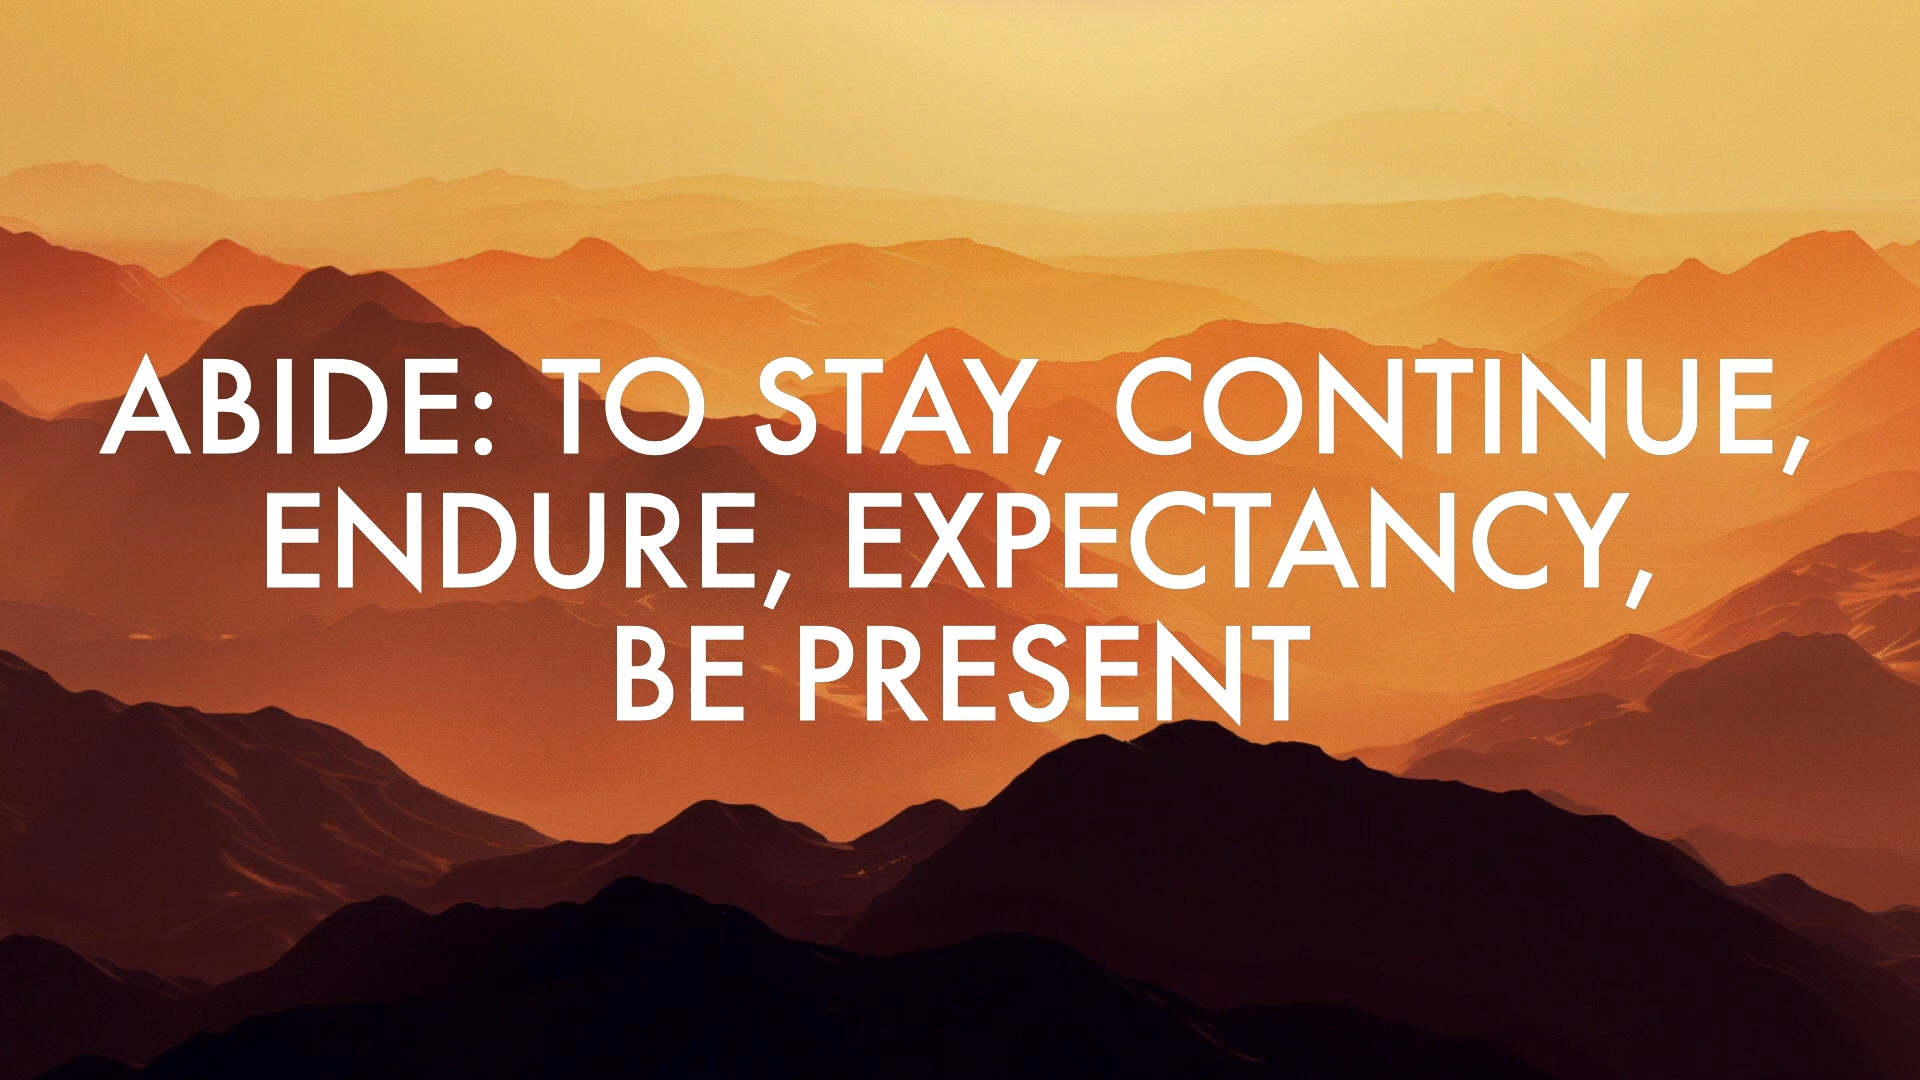 ABIDE: TO STAY, CONTINUE,
ENDURE, EXPECTANCY,
BE PRESENT